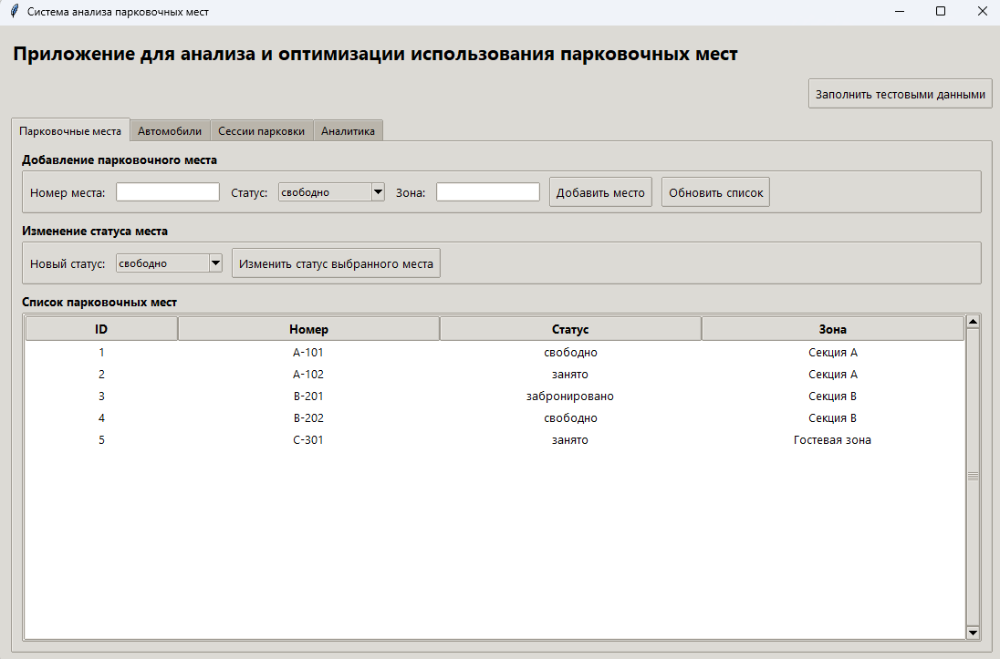 Система анализа парковочных мест
Приложение для анализа и оптимизации использования парковочных мест
Заполнить тестовыми данными
Парковочные места Автомобили Сессии парковки Аналитика
Добавление парковочного места
Номер места: Статус: свободно Зона: Добавить место Обновить список
Изменение статуса места
Новый статус: свободно Изменить статус выбранного места
Список парковочных мест
ID Номер Статус Зона
1 A-101 свободно Секция A
2 A-102 занято Секция A
3 B-201 забронировано Секция B
4 B-202 свободно Секция B
5 C-301 занято Гостевая зона